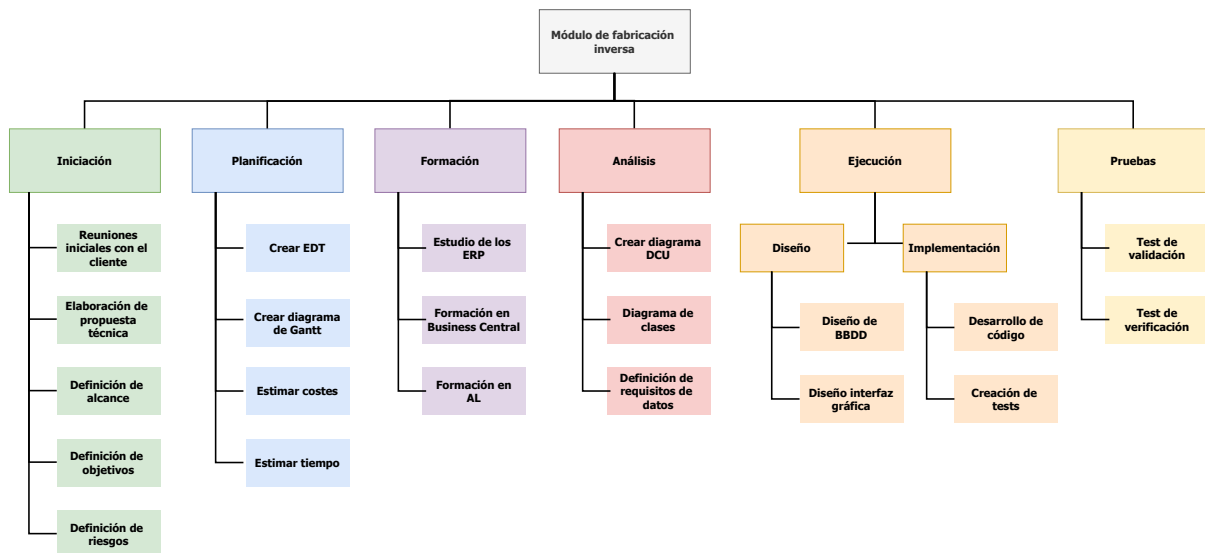 Módulo de fabricación
inversa
Iniciación
Planificación
Formación
Análisis
Ejecución
Pruebas
Reuniones
iniciales con el
cliente
Elaboración de
propuesta
técnica
Definición de
alcance
Definición de
objetivos
Definición de
riesgos
Crear EDT
Crear diagrama
de Gantt
Estimar costes
Estimar tiempo
Estudio de los
ERP
Formación en
Business Central
Formación en
AL
Crear diagrama
DCU
Diagrama de
clases
Definición de
requisitos de
datos
Diseño
Implementación
Diseño de
BBDD
Diseño interfaz
gráfica
Desarrollo de
código
Creación de
tests
Test de
validación
Test de
verificación